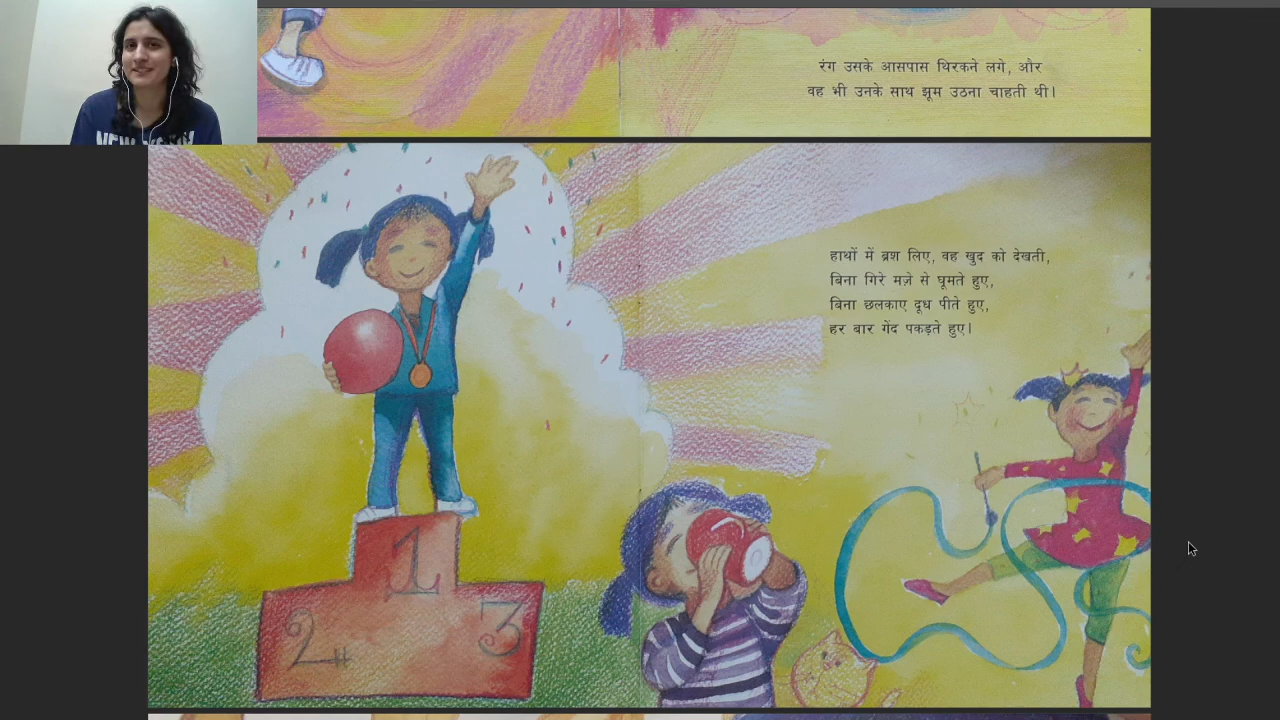 रंग उसके आसपास थिरकने लगे, और
वह भी उनके साथ झूम उठना चाहती थी।
हाथों में ब्रश लिए, वह खुद को देखती,
बिना गिरे मज़े से घूमते हुए,
बिना छलकाए दूध पीते हुए,
हर बार गेंद पकड़ते हुए।
1
2
3
NEW